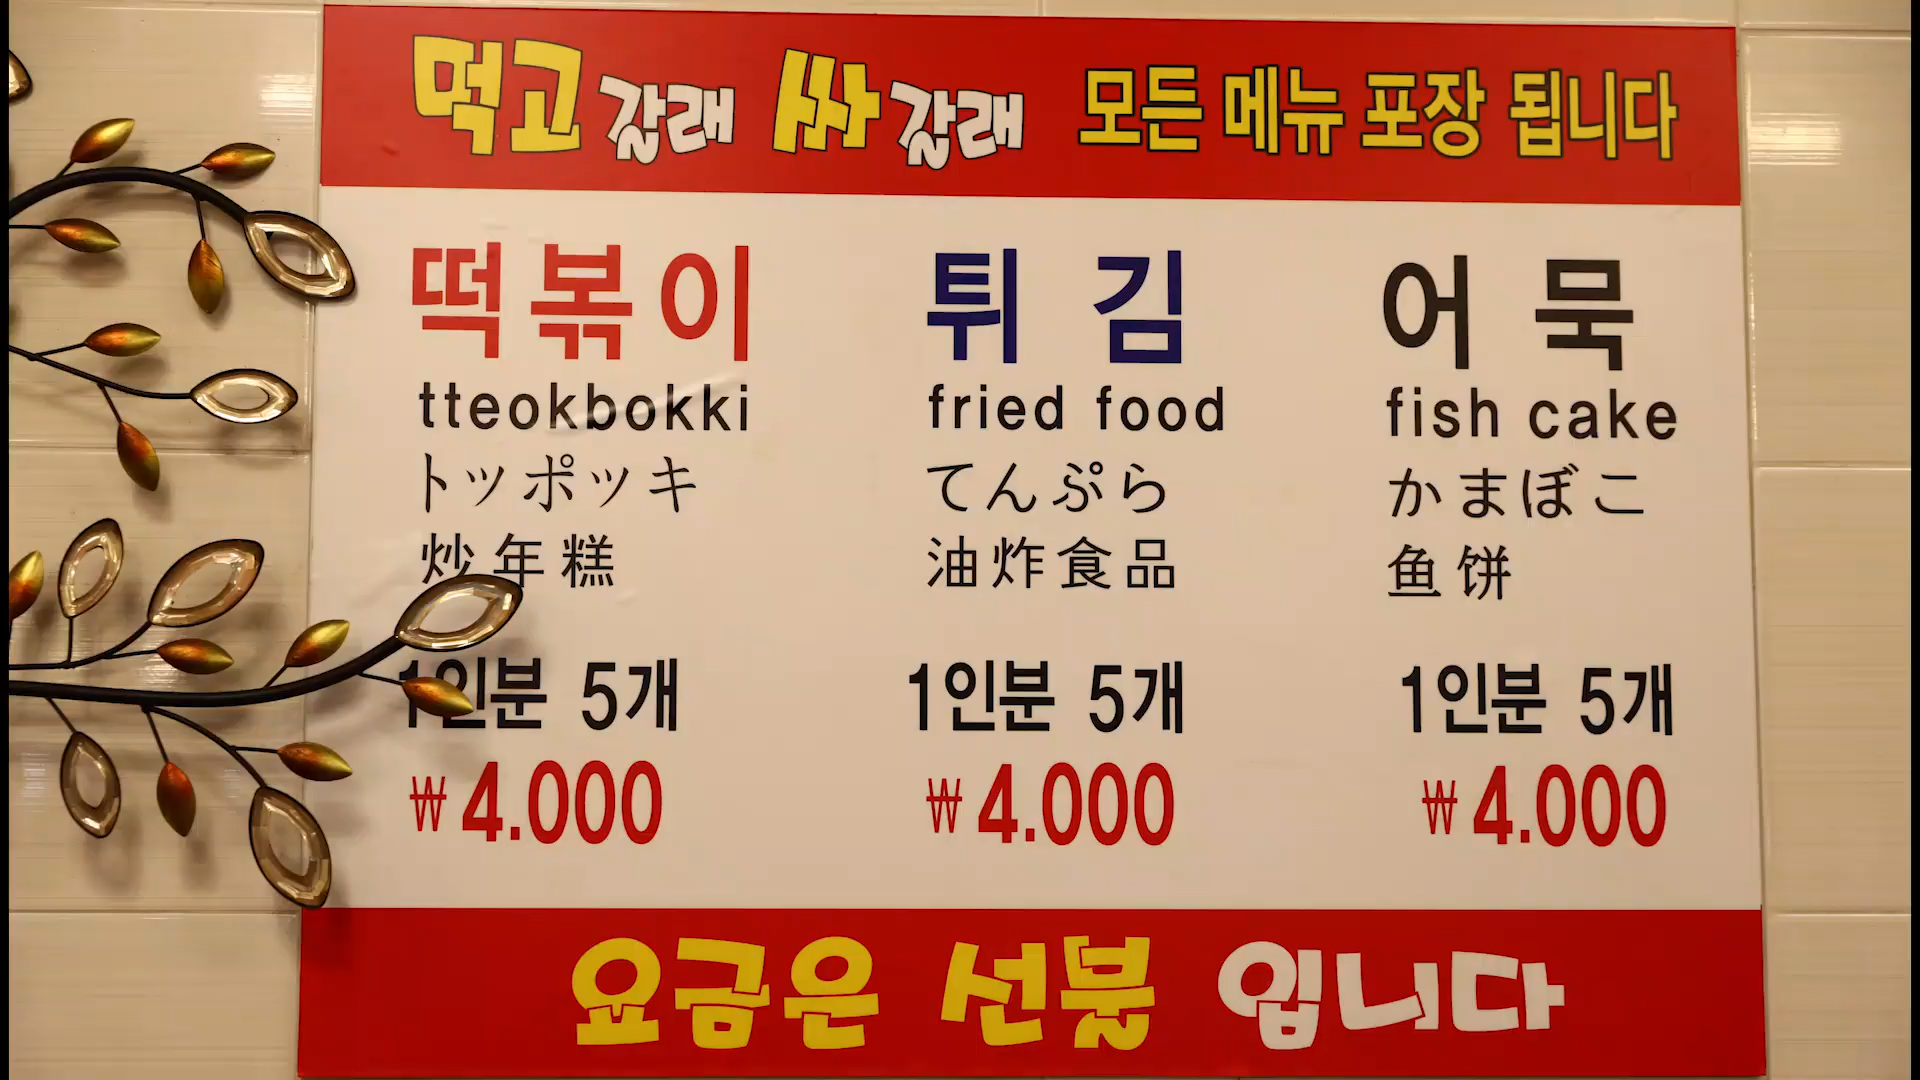 먹고 갈래 싸 갈래 모든 메뉴 포장 됩니다
떡볶이 튀김 어묵
tteokbokki fried food fish cake
トッポッキ てんぷら かまぼこ
炒年糕 油炸食品 鱼饼
1인분 5개 1인분 5개 1인분 5개
₩4.000 ₩4.000 ₩4.000
요금은 선불 입니다